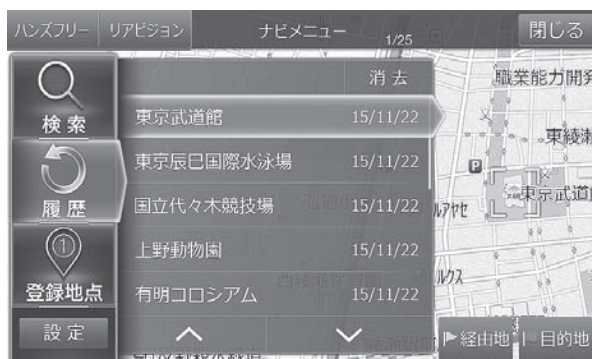 ハンズフリー リアビジョン ナビメニュー 1/25 閉じる
消去
検索
東京武道館 15/11/22
東京辰巳国際水泳場 15/11/22
履歴
国立代々木競技場 15/11/22
上野動物園 15/11/22
登録地点
有明コロシアム 15/11/22
設定
経由地 目的地
職業能力開発
東綾瀬
P
東京武道
1